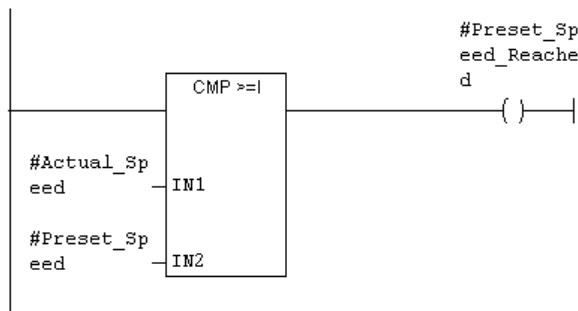 #Preset_Sp
eed_Reache
d
CMP >=I
#Actual_Sp
eed
IN1
#Preset_Sp
eed
IN2